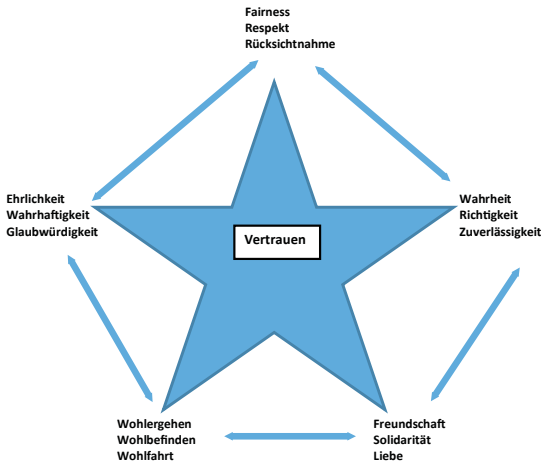 Fairness
Respekt
Rücksichtnahme
Ehrlichkeit
Wahrhaftigkeit
Glaubwürdigkeit
Wahrheit
Richtigkeit
Zuverlässigkeit
Vertrauen
Wohlergehen
Wohlbefinden
Wohlfahrt
Freundschaft
Solidarität
Liebe